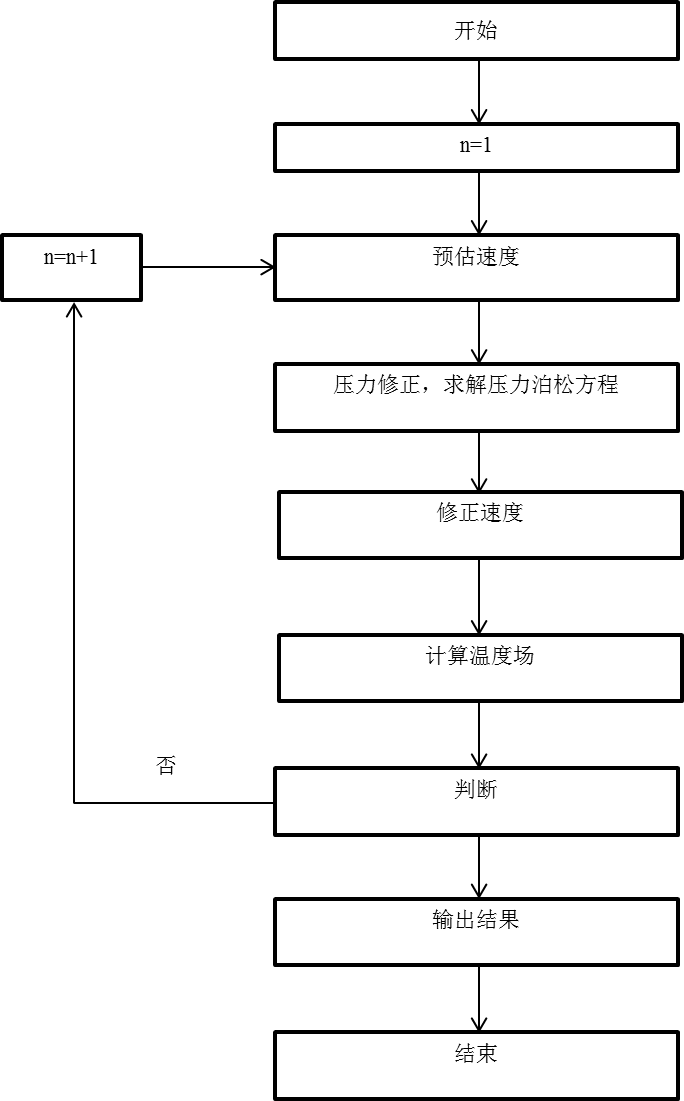 开始
n=1
n=n+1
预估速度
压力修正，求解压力泊松方程
修正速度
计算温度场
否
判断
输出结果
结束